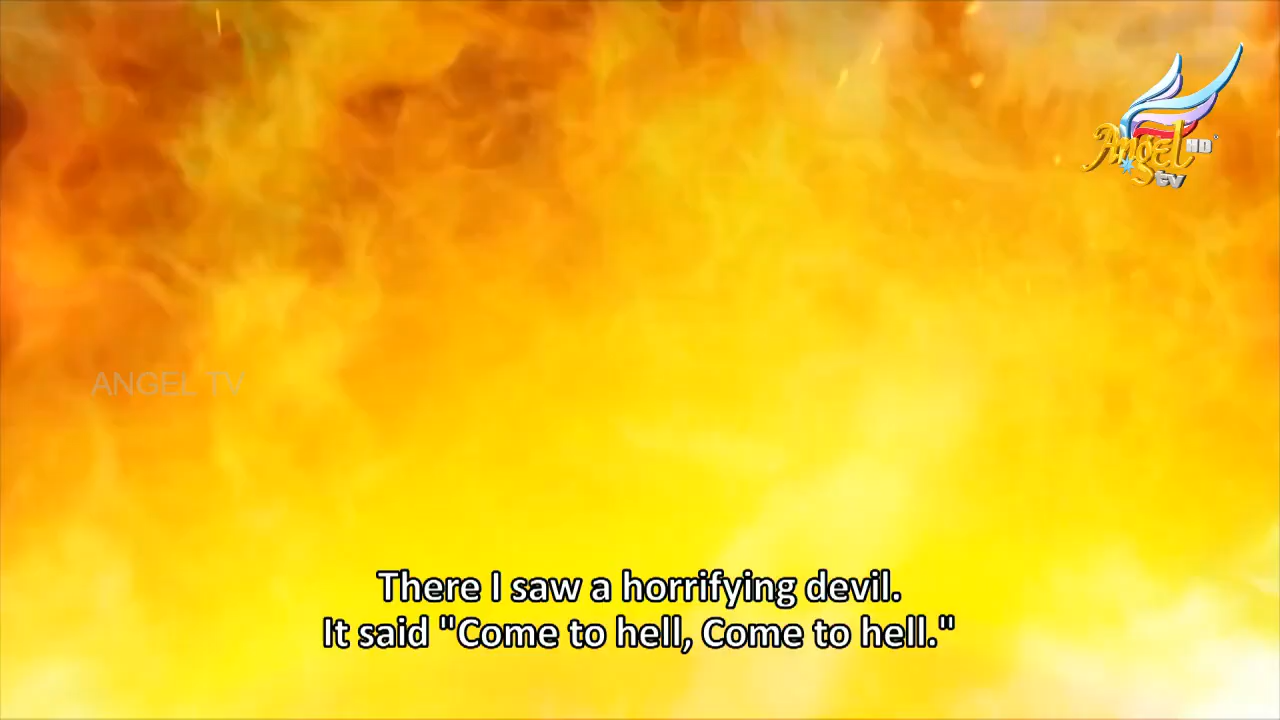 Angel HD
tv
ANGEL TV
There I saw a horrifying devil.
It said "Come to hell, Come to hell."